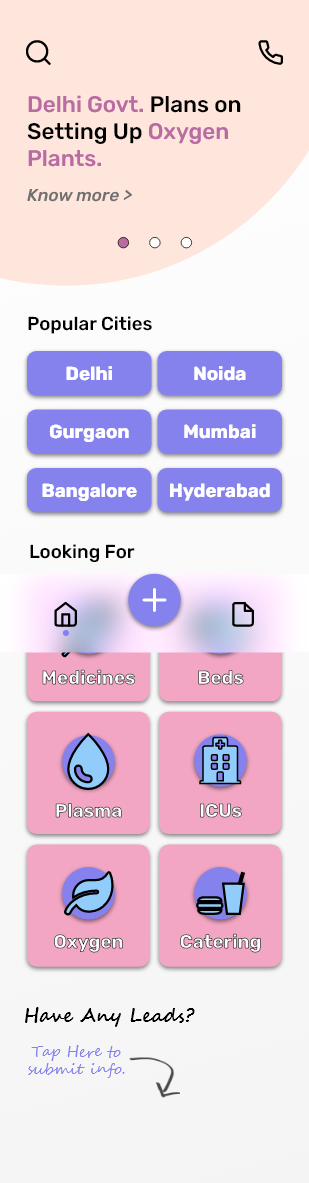 Delhi Govt. Plans on
Setting Up Oxygen
Plants.
Know more >
Popular Cities
Delhi Noida
Gurgaon Mumbai
Bangalore Hyderabad
Looking For
Medicines Beds
Plasma ICUs
Oxygen Catering
Have Any Leads?
Tap Here to
submit info.